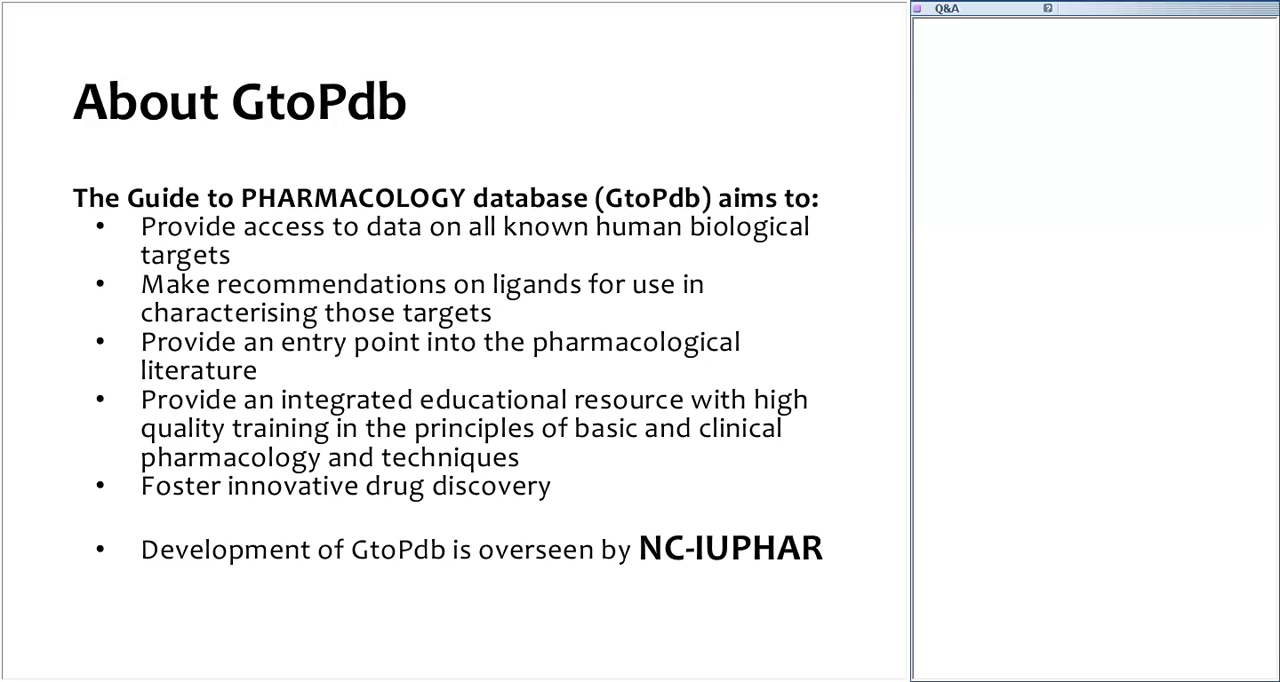 About GtoPdb
The Guide to PHARMACOLOGY database (GtoPdb) aims to:
• Provide access to data on all known human biological
targets
• Make recommendations on ligands for use in
characterising those targets
• Provide an entry point into the pharmacological
literature
• Provide an integrated educational resource with high
quality training in the principles of basic and clinical
pharmacology and techniques
• Foster innovative drug discovery
• Development of GtoPdb is overseen by NC-IUPHAR
Q&A
?